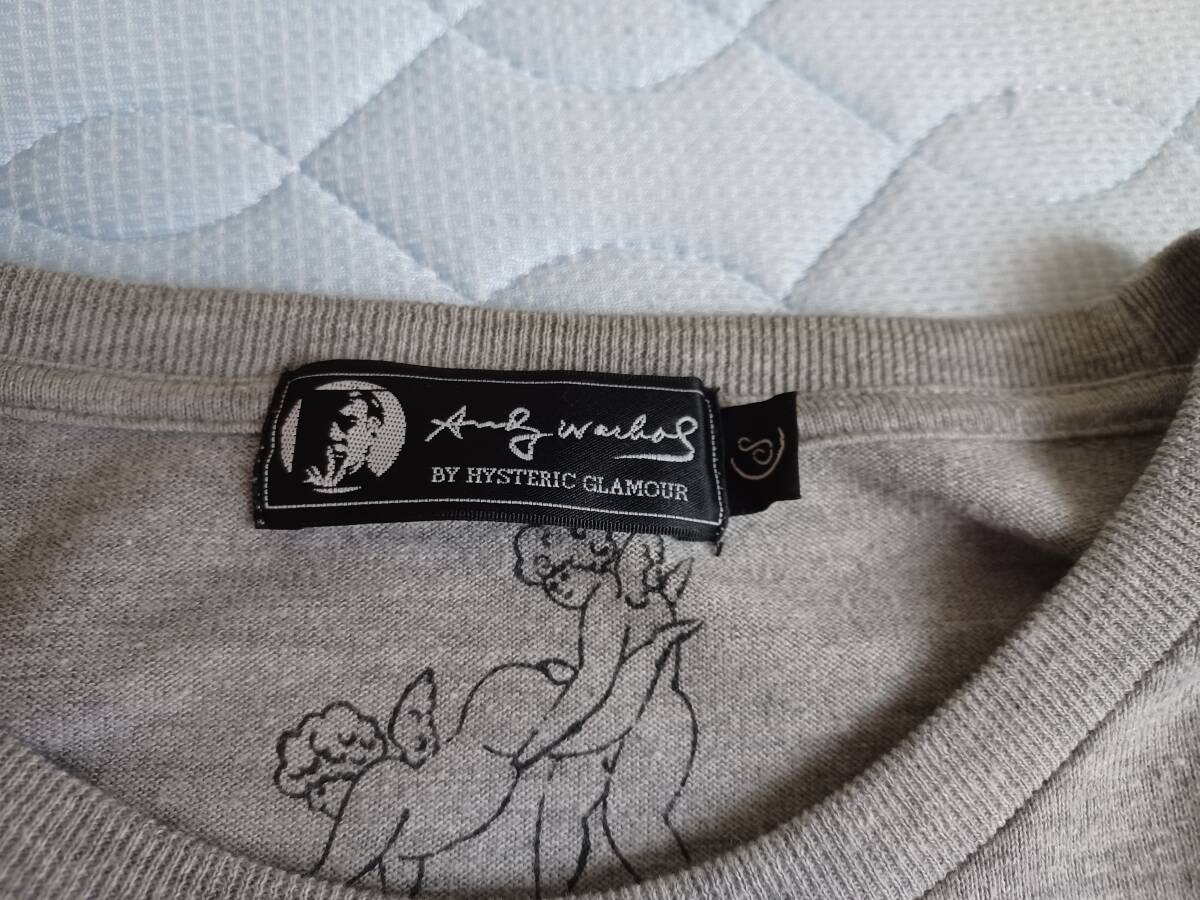 Andy Warhol
BY HYSTERIC GLAMOUR
S